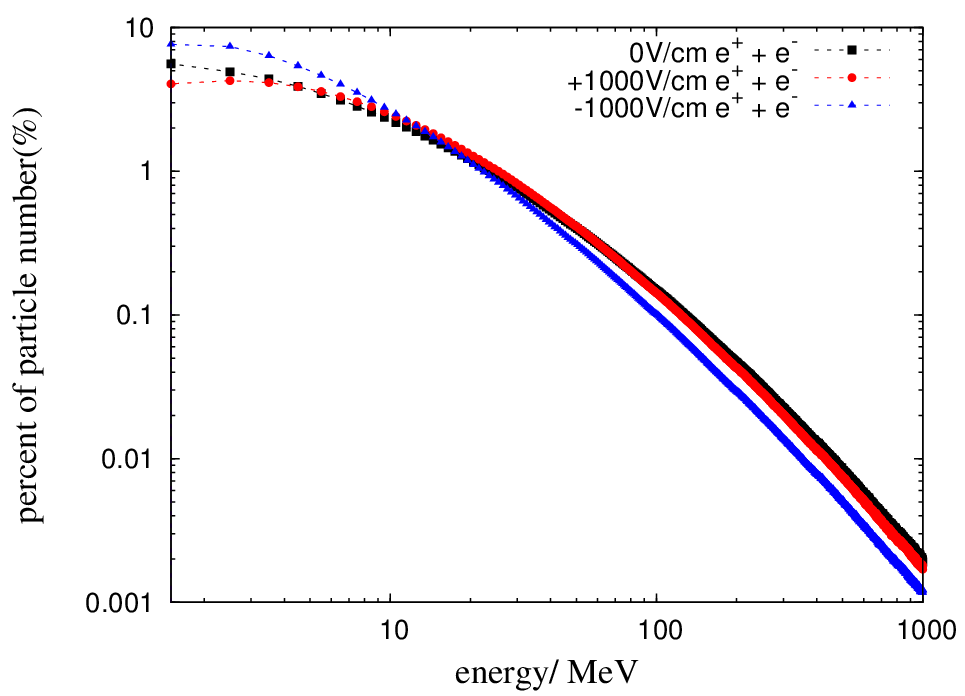 percent of particle number(%)
10
1
0.1
0.01
0.001
0V/cm e⁺ + e⁻
+1000V/cm e⁺ + e⁻
-1000V/cm e⁺ + e⁻
10 100 1000
energy/ MeV